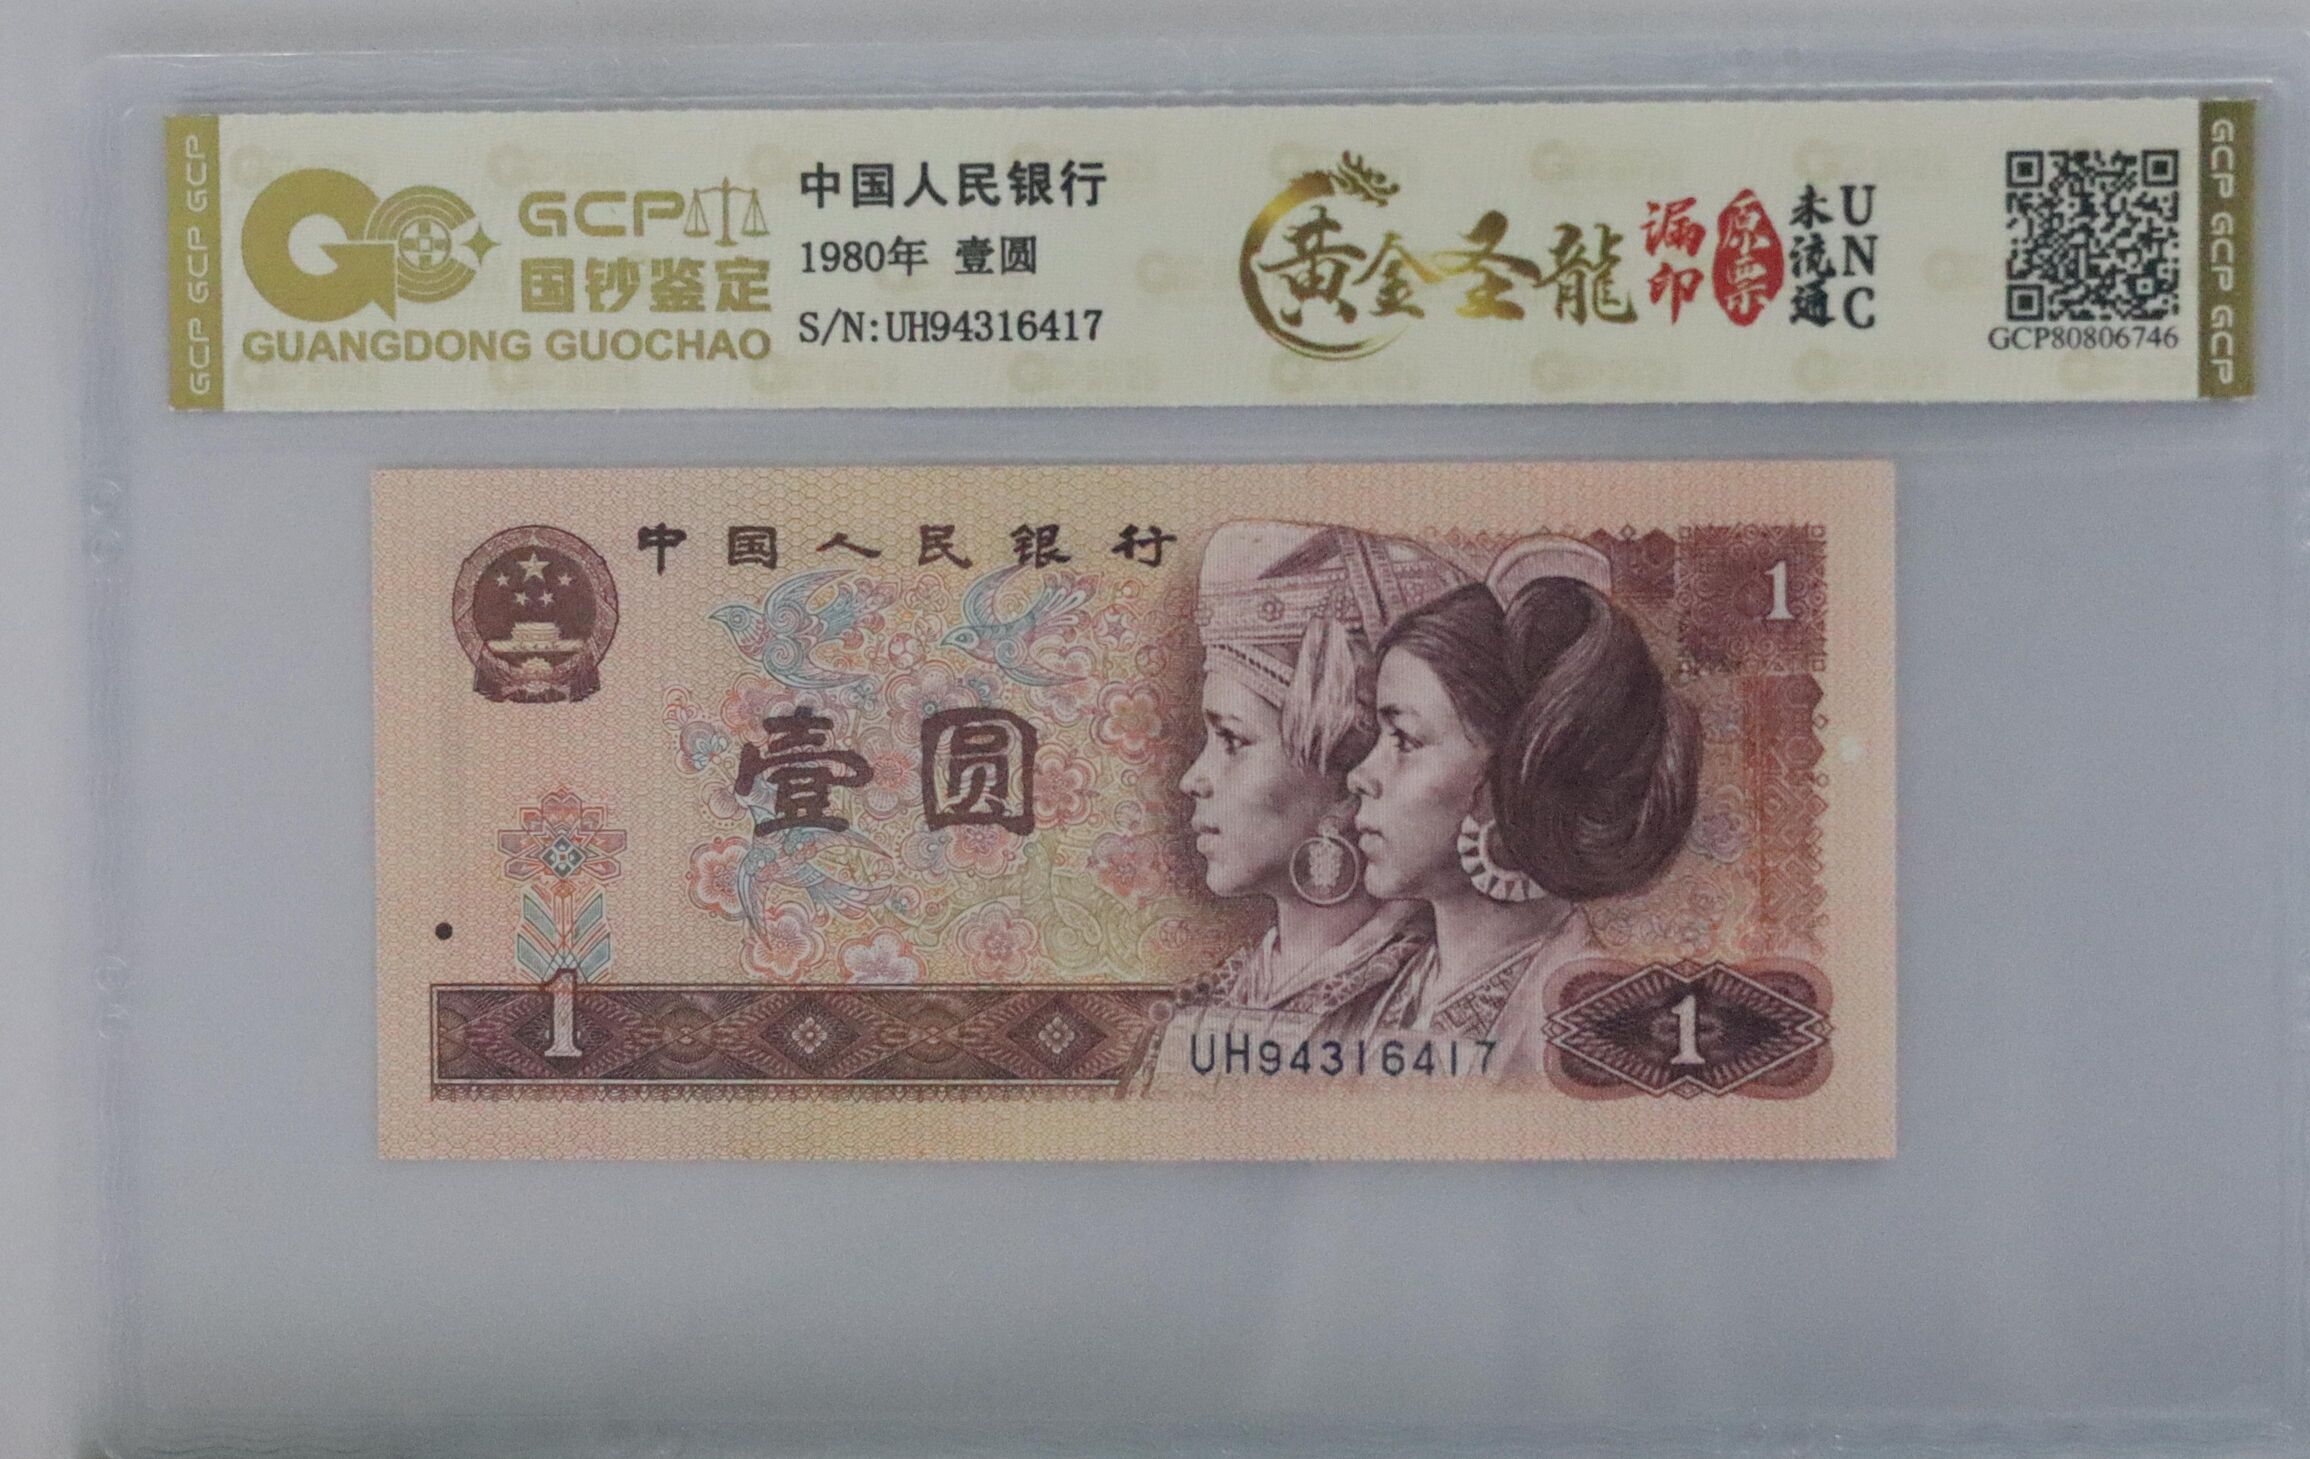 GCP GCP GCP
GCP
国钞鉴定
GUANGDONG GUOCHAO
中国人民银行
1980年 壹圆
S/N:UH94316417
黄金圣龍
漏印
原票
未流通
UNC
GCP80806746
GCP GCP GCP
中国人民银行
1
壹圆
1
UH94316417
1